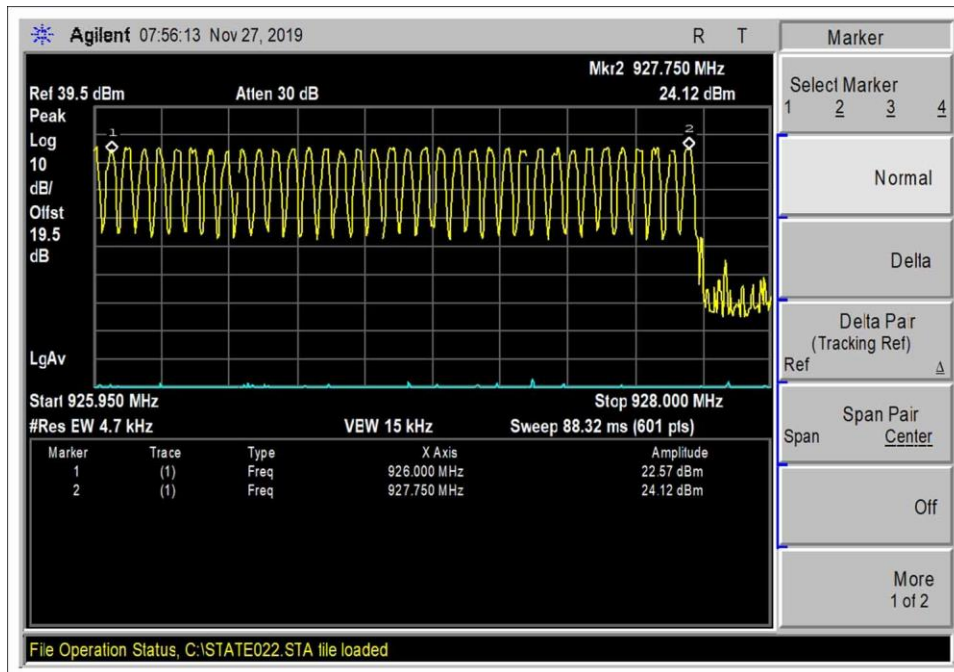 Agilent 07:56:13 Nov 27, 2019 R T
Mkr2 927.750 MHz
Ref 39.5 dBm Atten 30 dB 24.12 dBm
Peak
Log
10
dB/
Offst
19.5
dB
LgAv
1
2
Start 925.950 MHz Stop 928.000 MHz
#Res EW 4.7 kHz VEW 15 kHz Sweep 88.32 ms (601 pts)
Marker Trace Type X Axis Amplitude
1 (1) Freq 926.000 MHz 22.57 dBm
2 (1) Freq 927.750 MHz 24.12 dBm
File Operation Status, C:\STATE022.STA file loaded
Marker
Select Marker
1 2 3 4
Normal
Delta
Delta Pair
(Tracking Ref)
Ref Δ
Span Pair
Span Center
Off
More
1 of 2